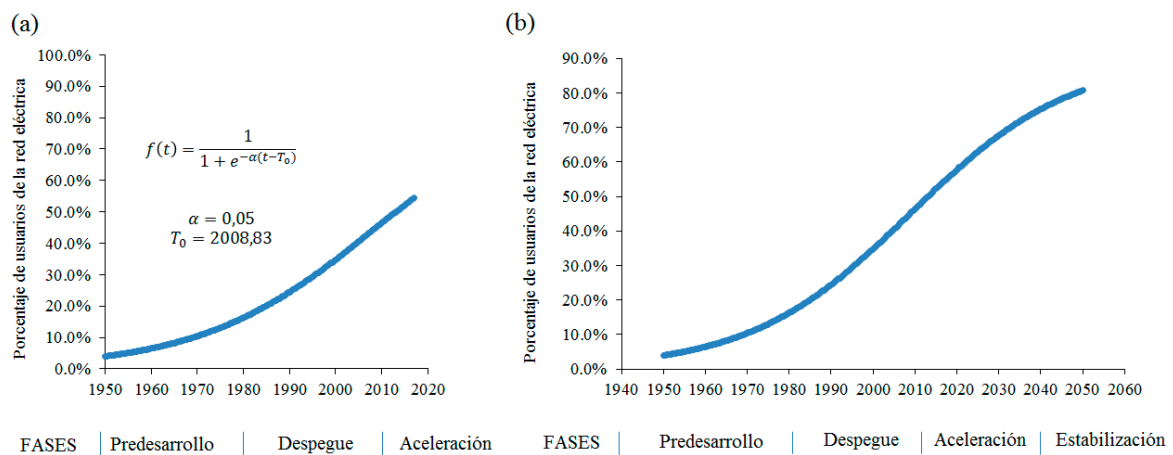 (a)
Porcentaje de usuarios de la red eléctrica
100.0%
90.0%
80.0%
70.0%
60.0%
50.0%
40.0%
30.0%
20.0%
10.0%
0.0%
f(t) = 1 / (1 + e^{-α(t-T₀)})
α = 0,05
T₀ = 2008,83
1950 1960 1970 1980 1990 2000 2010 2020
FASES | Predesarrollo | Despegue | Aceleración
(b)
Porcentaje de usuarios de la red eléctrica
90.0%
80.0%
70.0%
60.0%
50.0%
40.0%
30.0%
20.0%
10.0%
0.0%
1940 1950 1960 1970 1980 1990 2000 2010 2020 2030 2040 2050 2060
FASES | Predesarrollo | Despegue | Aceleración | Estabilización